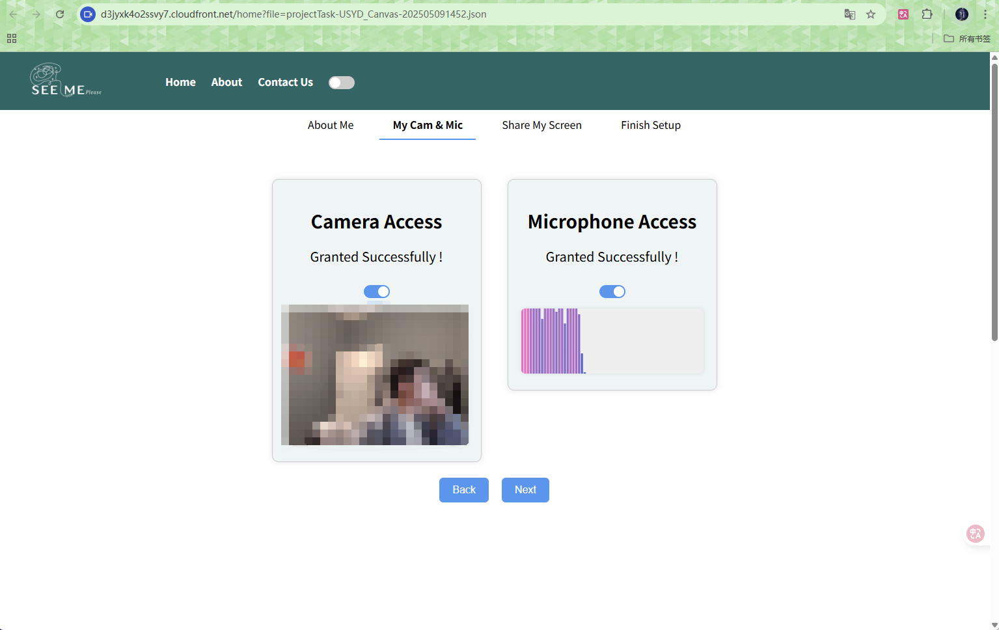 d3jyxk4o2ssvy7.cloudfront.net/home?file=projectTask-USYD_Canvas-202505091452.json
所有书签
SEE ME Please
Home About Contact Us
About Me My Cam & Mic Share My Screen Finish Setup
Camera Access
Granted Successfully !
Microphone Access
Granted Successfully !
Back Next